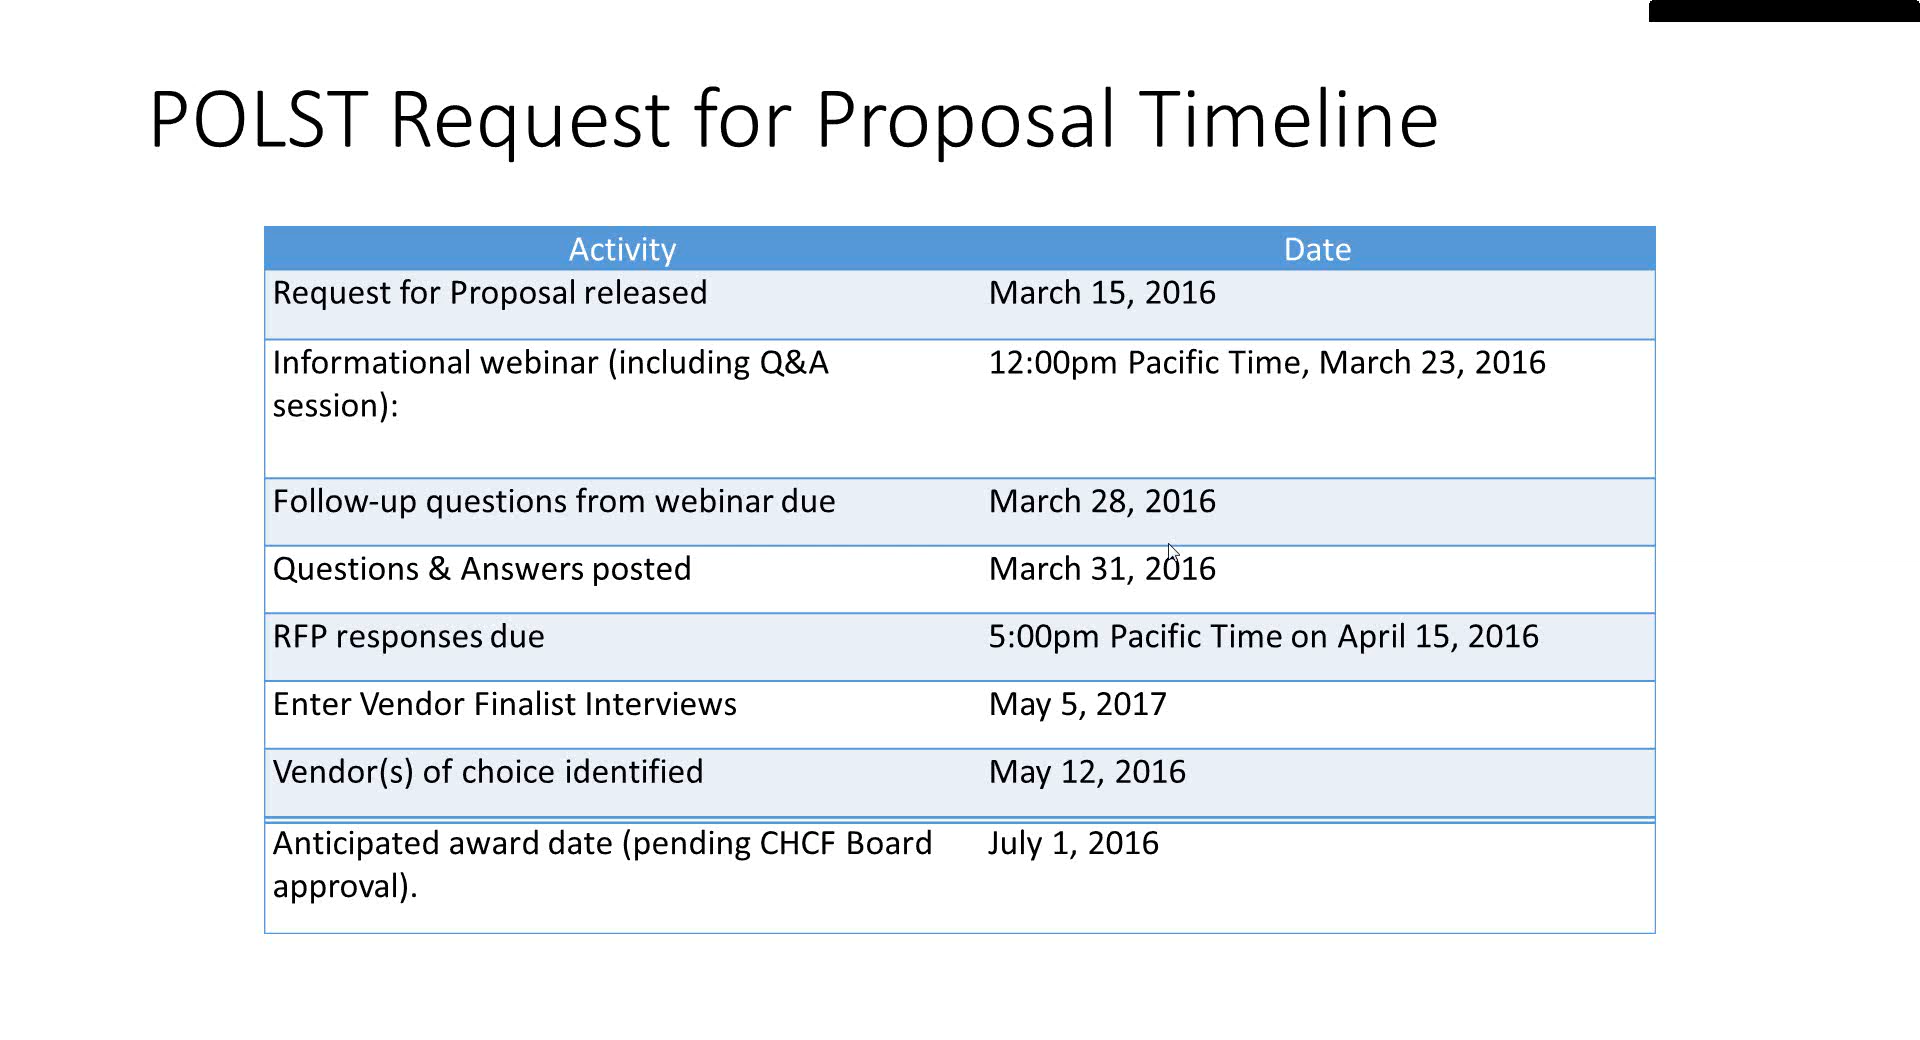 POLST Request for Proposal Timeline
Activity Date
Request for Proposal released March 15, 2016
Informational webinar (including Q&A 12:00pm Pacific Time, March 23, 2016
session):
Follow-up questions from webinar due March 28, 2016
Questions & Answers posted March 31, 2016
RFP responses due 5:00pm Pacific Time on April 15, 2016
Enter Vendor Finalist Interviews May 5, 2017
Vendor(s) of choice identified May 12, 2016
Anticipated award date (pending CHCF Board July 1, 2016
approval).